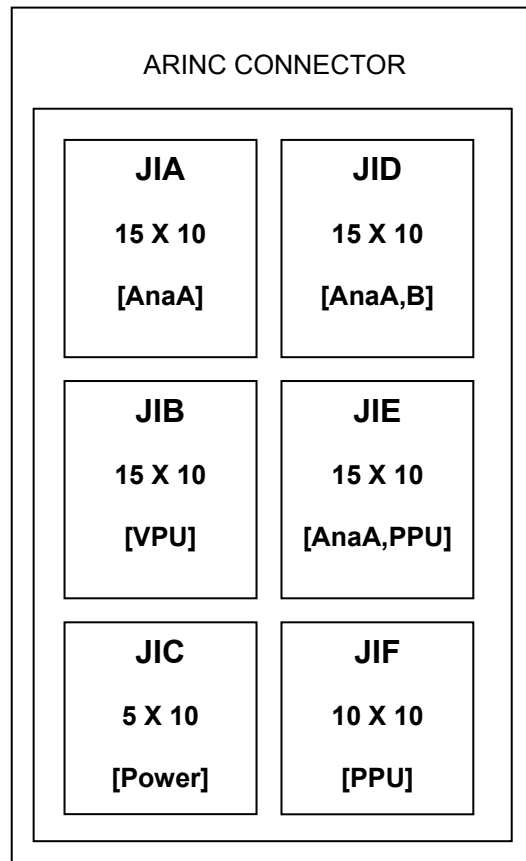 ARINC CONNECTOR
JIA
15 X 10
[AnaA]
JID
15 X 10
[AnaA,B]
JIB
15 X 10
[VPU]
JIE
15 X 10
[AnaA,PPU]
JIC
5 X 10
[Power]
JIF
10 X 10
[PPU]